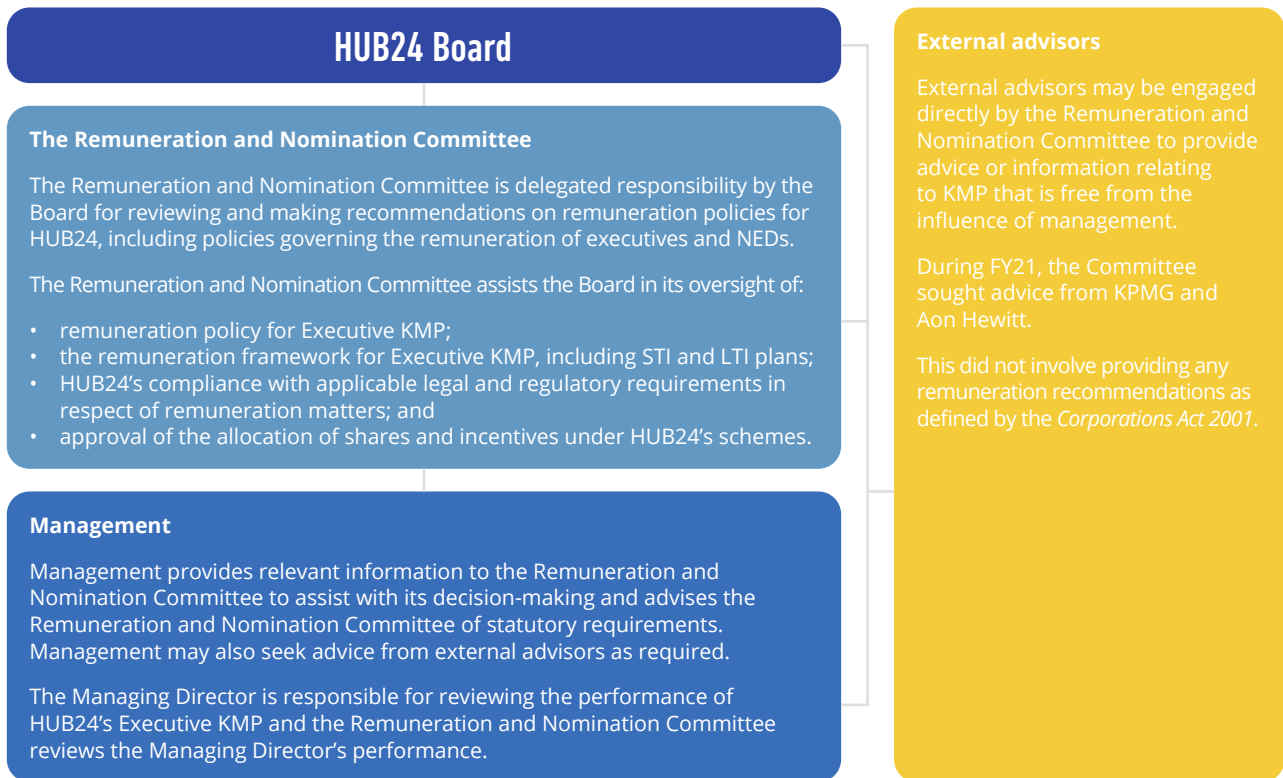 HUB24 Board
The Remuneration and Nomination Committee
The Remuneration and Nomination Committee is delegated responsibility by the
Board for reviewing and making recommendations on remuneration policies for
HUB24, including policies governing the remuneration of executives and NEDs.
The Remuneration and Nomination Committee assists the Board in its oversight of:
• remuneration policy for Executive KMP;
• the remuneration framework for Executive KMP, including STI and LTI plans;
• HUB24’s compliance with applicable legal and regulatory requirements in
respect of remuneration matters; and
• approval of the allocation of shares and incentives under HUB24’s schemes.
Management
Management provides relevant information to the Remuneration and
Nomination Committee to assist with its decision-making and advises the
Remuneration and Nomination Committee of statutory requirements.
Management may also seek advice from external advisors as required.
The Managing Director is responsible for reviewing the performance of
HUB24’s Executive KMP and the Remuneration and Nomination Committee
reviews the Managing Director’s performance.
External advisors
External advisors may be engaged
directly by the Remuneration and
Nomination Committee to provide
advice or information relating
to KMP that is free from the
influence of management.
During FY21, the Committee
sought advice from KPMG and
Aon Hewitt.
This did not involve providing any
remuneration recommendations as
defined by the Corporations Act 2001.